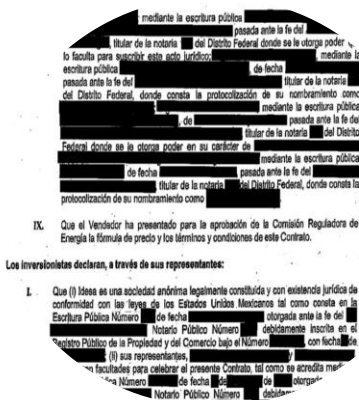 mediante la escritura pública
pasada ante la fe del
, titular de la notaria del Distrito Federal donde se le otorga poder
lo faculta para suscribir este acto jurídico; mediante, la
escritura pública de fecha
pasada ante la fe del titular de la notaria
del Distrito Federal, donde consta la protocolización de su nombramiento como
mediante la escritura pública
, de pasada ante la fe del
titular de la notaria del Distrito
Federal donde se le otorga poder en su carácter de
mediante la escritura pública
de fecha pasada ante la fe del
, titular de la notaria del Distrito Federal, donde consta la
protocolización de su nombramiento como
IX. Que el Vendedor ha presentado para la aprobación de la Comisión Reguladora de
Energía la fórmula de precio y los términos y condiciones de este Contrato.
Los inversionistas declaran, a través de sus representantes:
I. Que (i) Ideas es una sociedad anónima legalmente constituida y con existencia jurídica de
conformidad con las leyes de los Estados Unidos Mexicanos tal como consta en la
Escritura Pública Número de fecha otorgada ante la fe del
Notario Público Número debidamente inscrita en el
Registro Público de la Propiedad y del Comercio bajo el Número , con fecha de
; (ii) sus representantes, y
en facultades para celebrar el presente Contrato, tal como se acredita
Número de fecha de de otorgada
Notario Público Número